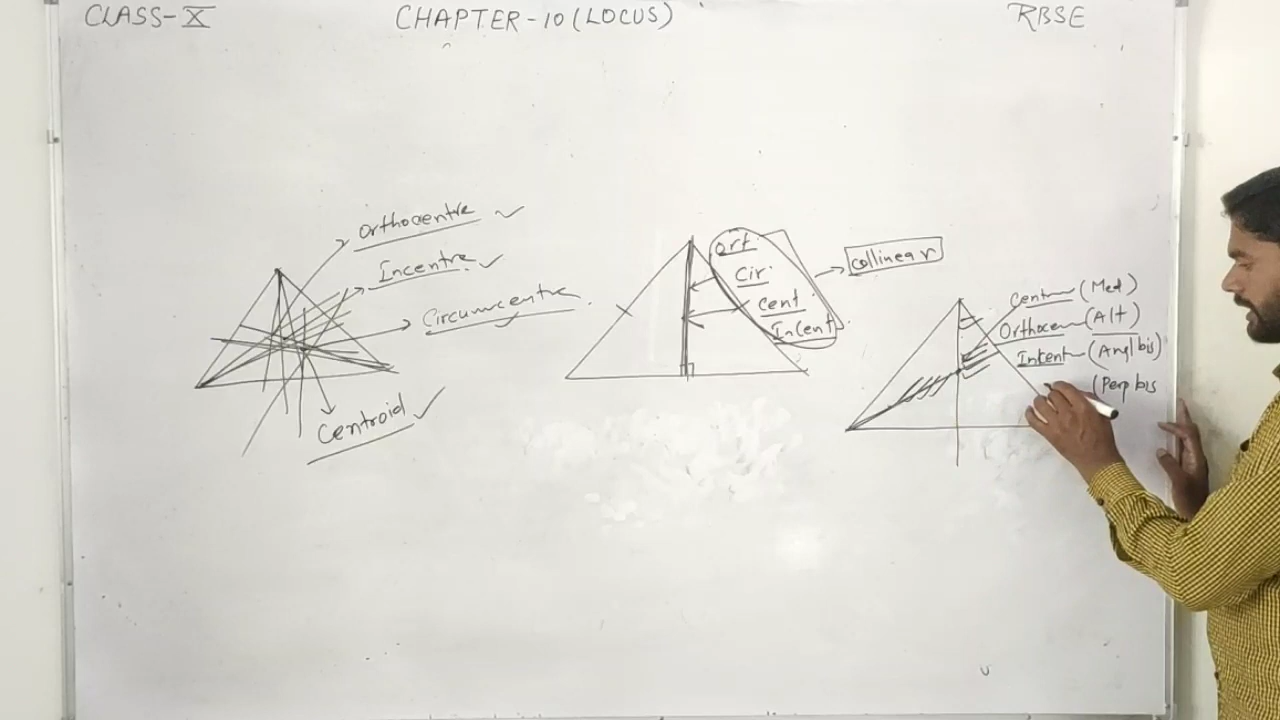 CLASS-X
CHAPTER-10 (LOCUS)
RBSE
Orthocentre
Incentre
Circumcentre
Centroid
Ort.
Cir.
Cent.
Incent.
collinear
Cent (Med)
Orthocen (Alt)
Intent (Angl bis)
(Perp bis